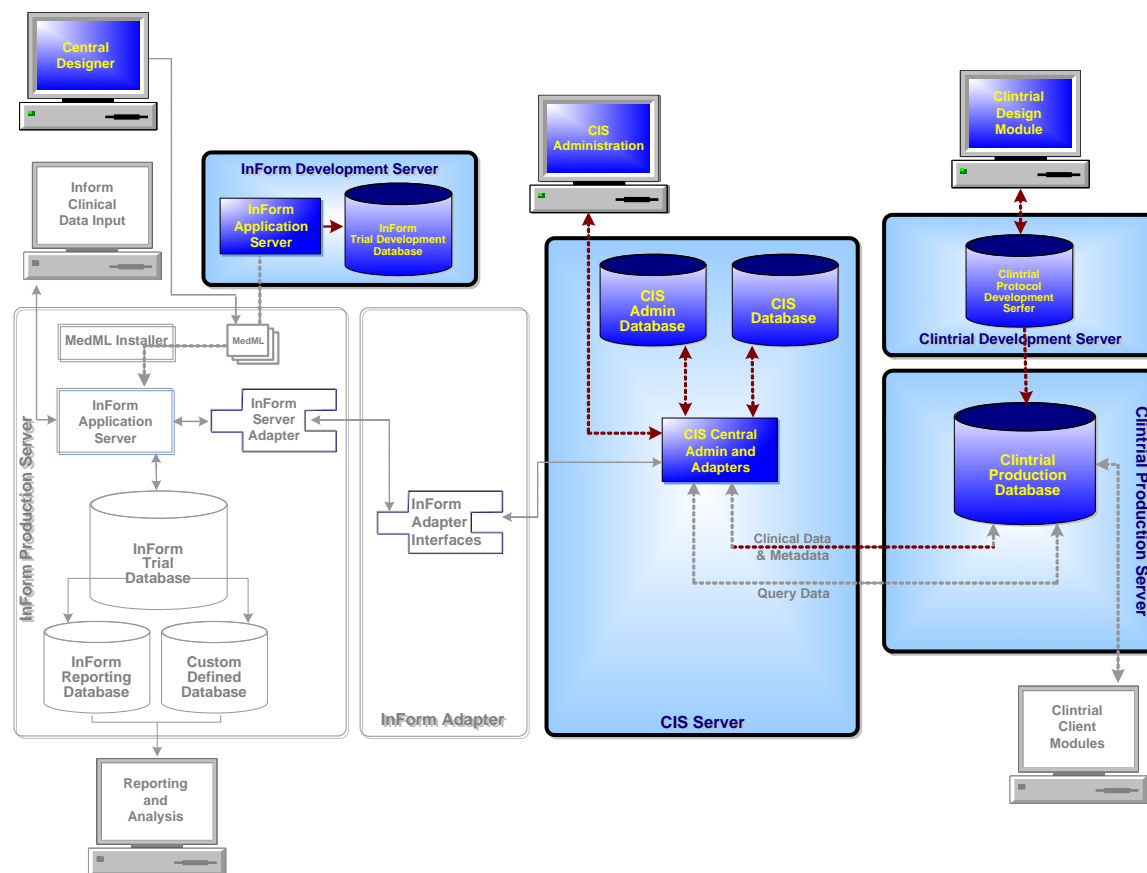 Central
Designer
Clintrial
Design
Module
CIS
Administration
Inform
Clinical
Data Input
InForm Development Server
InForm
Application
Server
InForm
Trial Development
Database
Clintrial
Protocol
Development
Serfer
Clintrial Development Server
CIS
Admin
Database
CIS
Database
MedML Installer
MedML
InForm
Application
Server
InForm
Server
Adapter
InForm Production Server
CIS Central
Admin and
Adapters
Clintrial
Production
Database
Clintrial Production Server
InForm
Adapter
Interfaces
InForm
Trial
Database
Clinical Data
& Metadata
Query Data
InForm
Reporting
Database
Custom
Defined
Database
InForm Adapter
CIS Server
Clintrial
Client
Modules
Reporting
and
Analysis